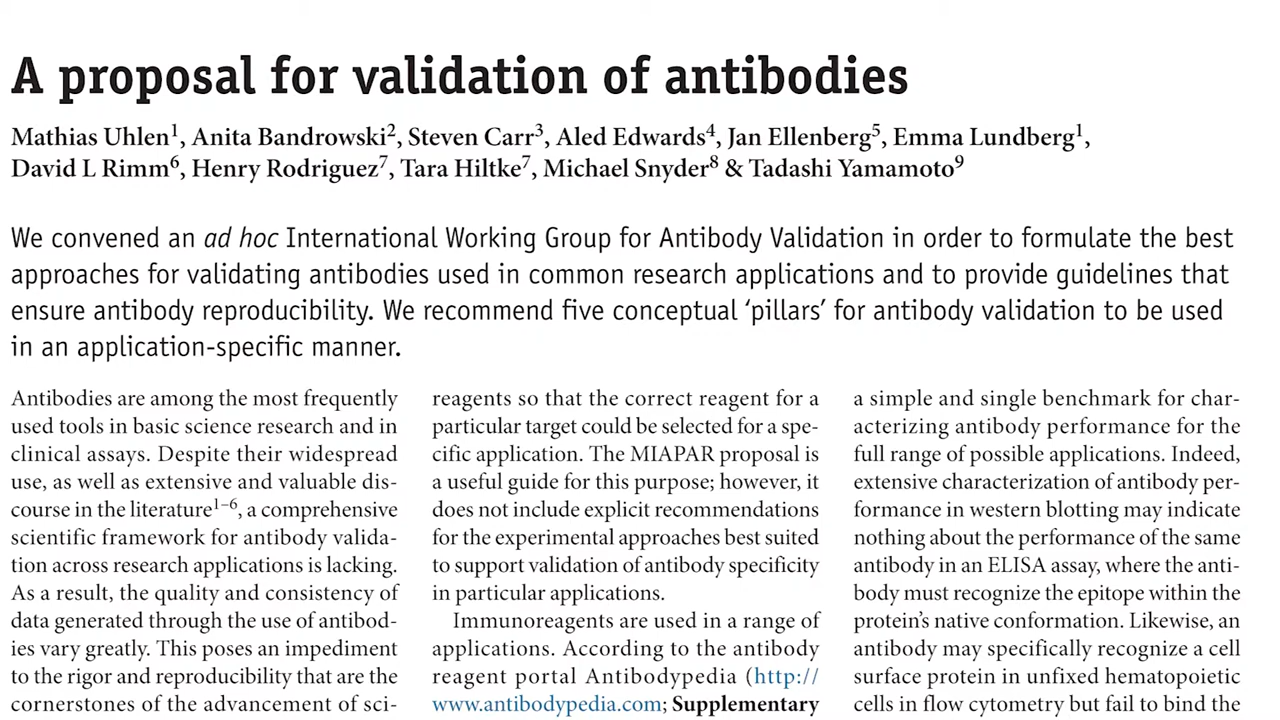 A proposal for validation of antibodies
Mathias Uhlen1, Anita Bandrowski2, Steven Carr3, Aled Edwards4, Jan Ellenberg5, Emma Lundberg1,
David L Rimm6, Henry Rodriguez7, Tara Hiltke7, Michael Snyder8 & Tadashi Yamamoto9
We convened an ad hoc International Working Group for Antibody Validation in order to formulate the best
approaches for validating antibodies used in common research applications and to provide guidelines that
ensure antibody reproducibility. We recommend five conceptual ‘pillars’ for antibody validation to be used
in an application-specific manner.
Antibodies are among the most frequently
used tools in basic science research and in
clinical assays. Despite their widespread
use, as well as extensive and valuable dis-
course in the literature1–6, a comprehensive
scientific framework for antibody valida-
tion across research applications is lacking.
As a result, the quality and consistency of
data generated through the use of antibod-
ies vary greatly. This poses an impediment
to the rigor and reproducibility that are the
cornerstones of the advancement of sci-
reagents so that the correct reagent for a
particular target could be selected for a spe-
cific application. The MIAPAR proposal is
a useful guide for this purpose; however, it
does not include explicit recommendations
for the experimental approaches best suited
to support validation of antibody specificity
in particular applications.
Immunoreagents are used in a range of
applications. According to the antibody
reagent portal Antibodypedia (http://
www.antibodypedia.com; Supplementary
a simple and single benchmark for char-
acterizing antibody performance for the
full range of possible applications. Indeed,
extensive characterization of antibody per-
formance in western blotting may indicate
nothing about the performance of the same
antibody in an ELISA assay, where the anti-
body must recognize the epitope within the
protein’s native conformation. Likewise, an
antibody may specifically recognize a cell
surface protein in unfixed hematopoietic
cells in flow cytometry but fail to bind the